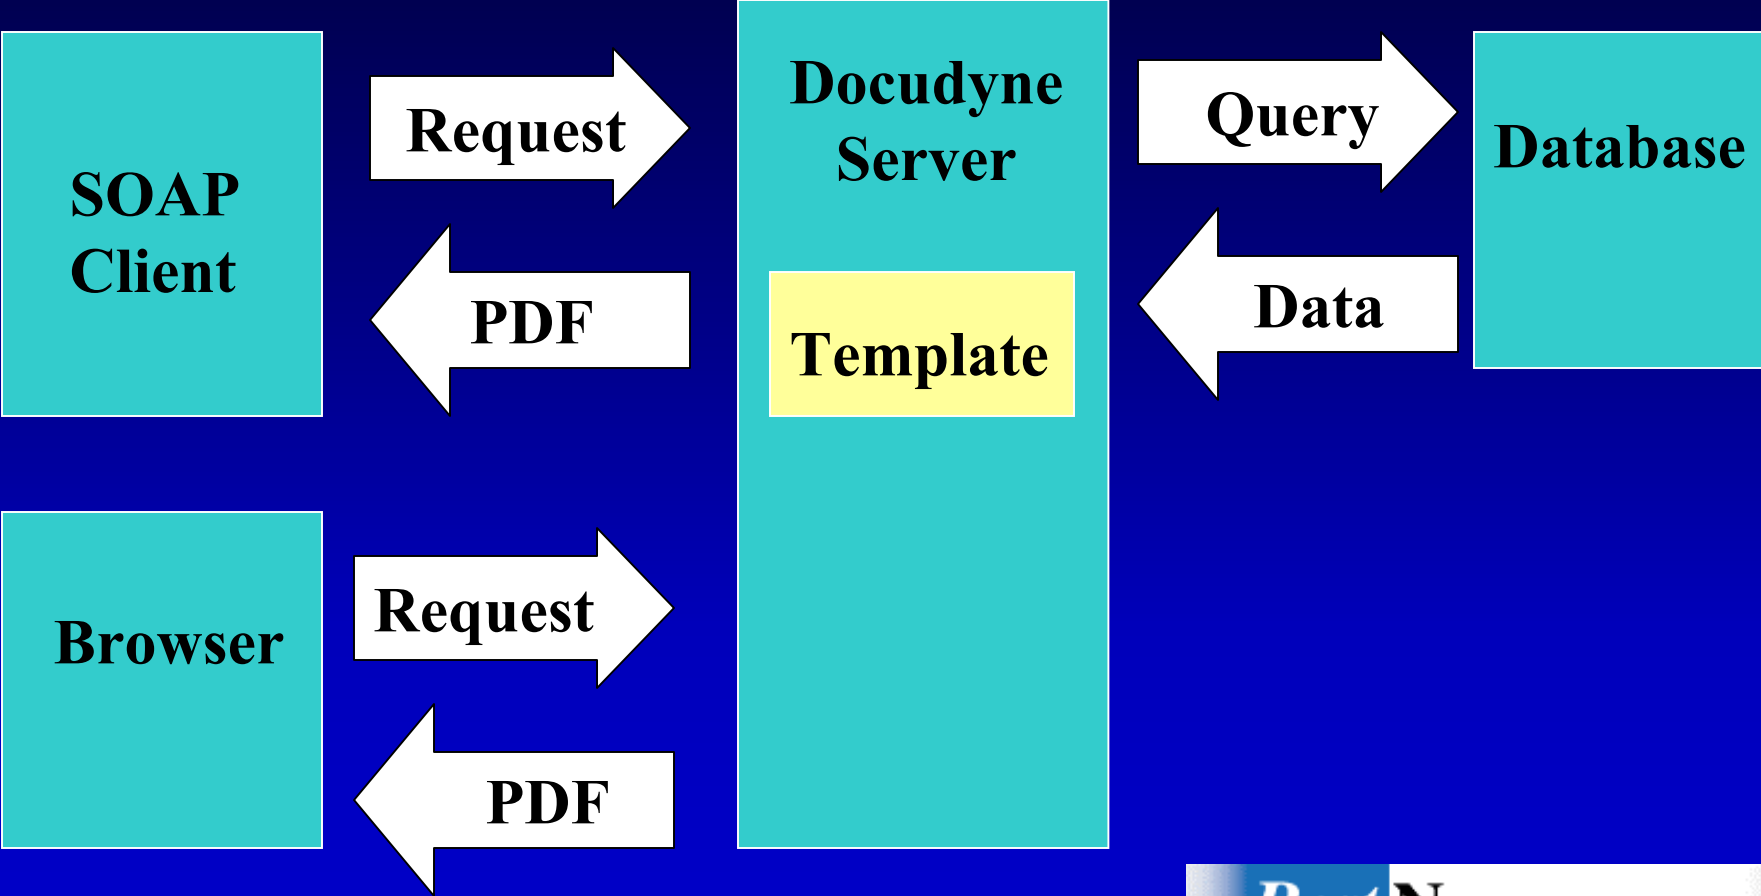 SOAP
Client
Request
PDF
Docudyne
Server
Template
Query
Data
Database
Browser
Request
PDF